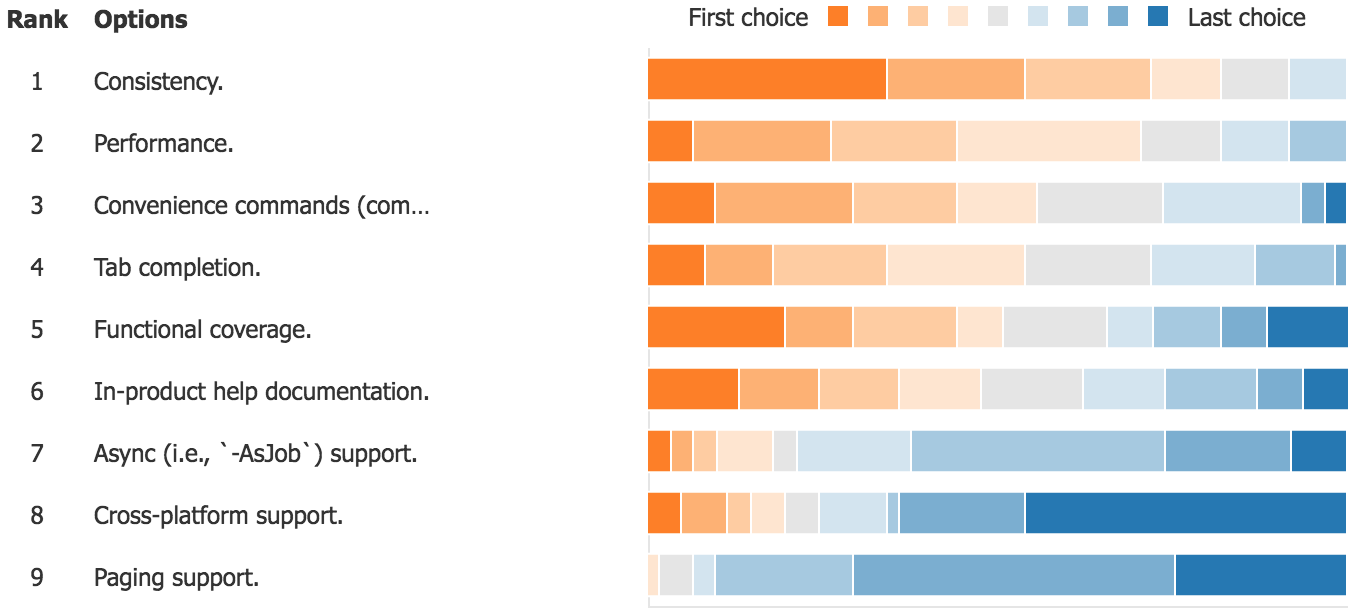 Rank Options First choice Last choice
1 Consistency.
2 Performance.
3 Convenience commands (com...
4 Tab completion.
5 Functional coverage.
6 In-product help documentation.
7 Async (i.e., `-AsJob`) support.
8 Cross-platform support.
9 Paging support.